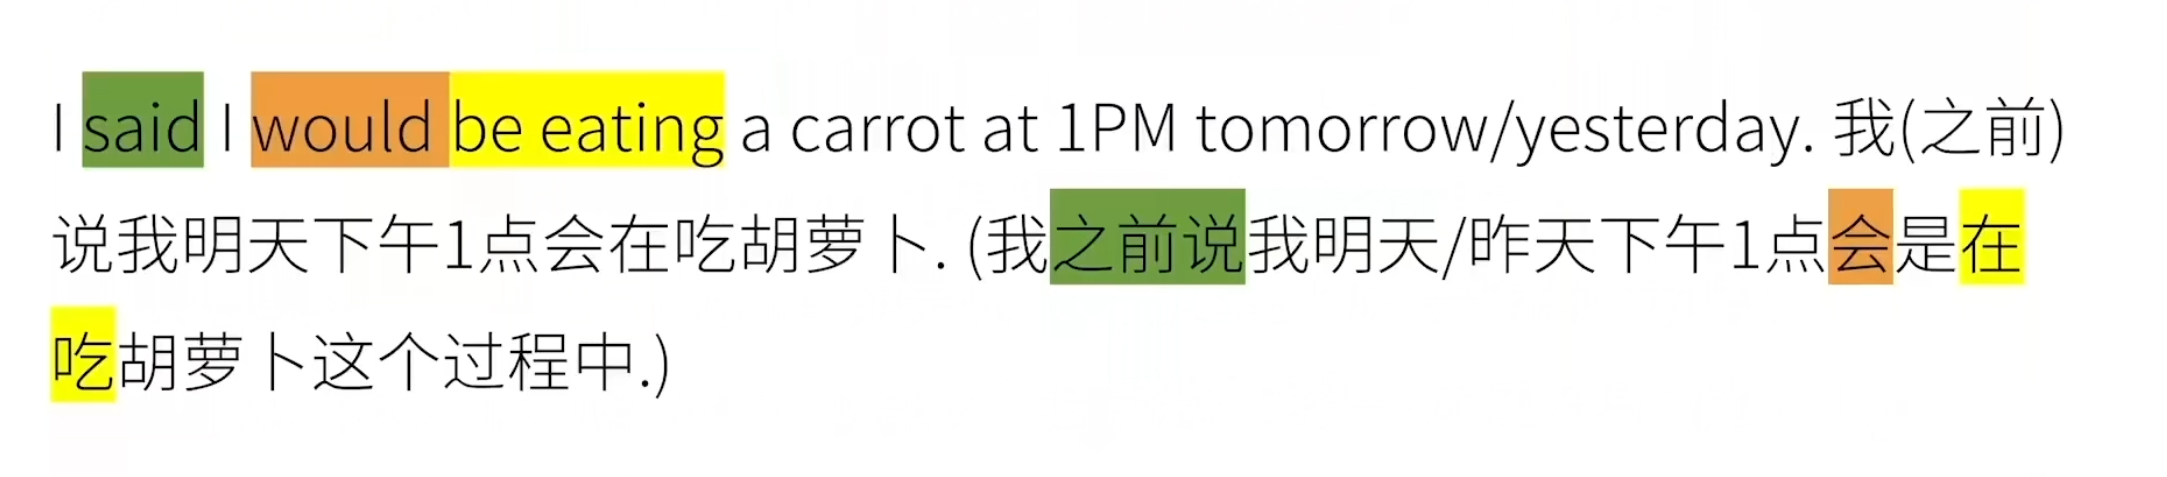 I said I would be eating a carrot at 1PM tomorrow/yesterday. 我(之前)
说我明天下午1点会在吃胡萝卜. (我之前说我明天/昨天下午1点会是在
吃胡萝卜这个过程中.)